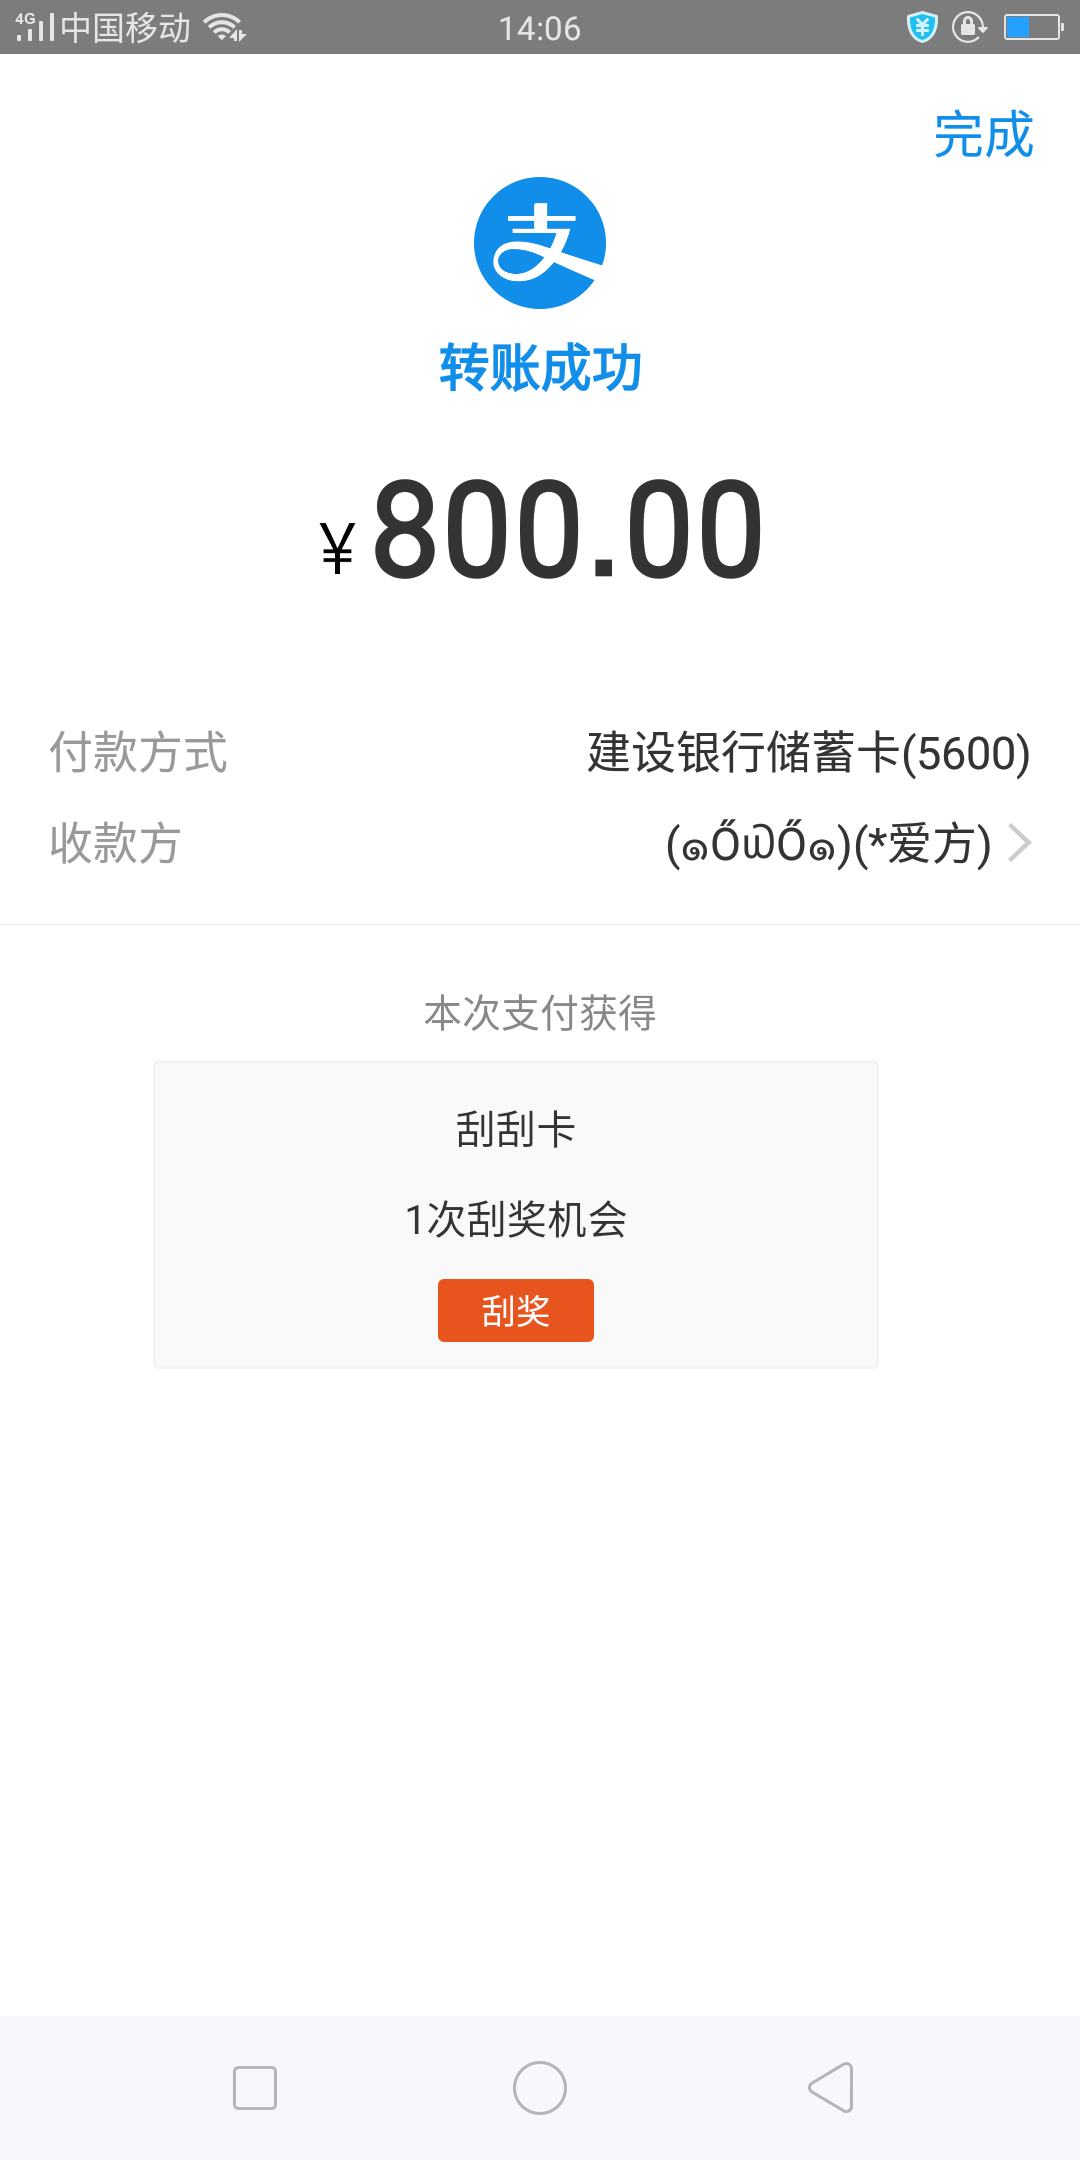 4G 中国移动 14:06
完成
支
转账成功
¥800.00
付款方式 建设银行储蓄卡(5600)
收款方 (๑Ő௰Ő๑)(*爱方)
本次支付获得
刮刮卡
1次刮奖机会
刮奖